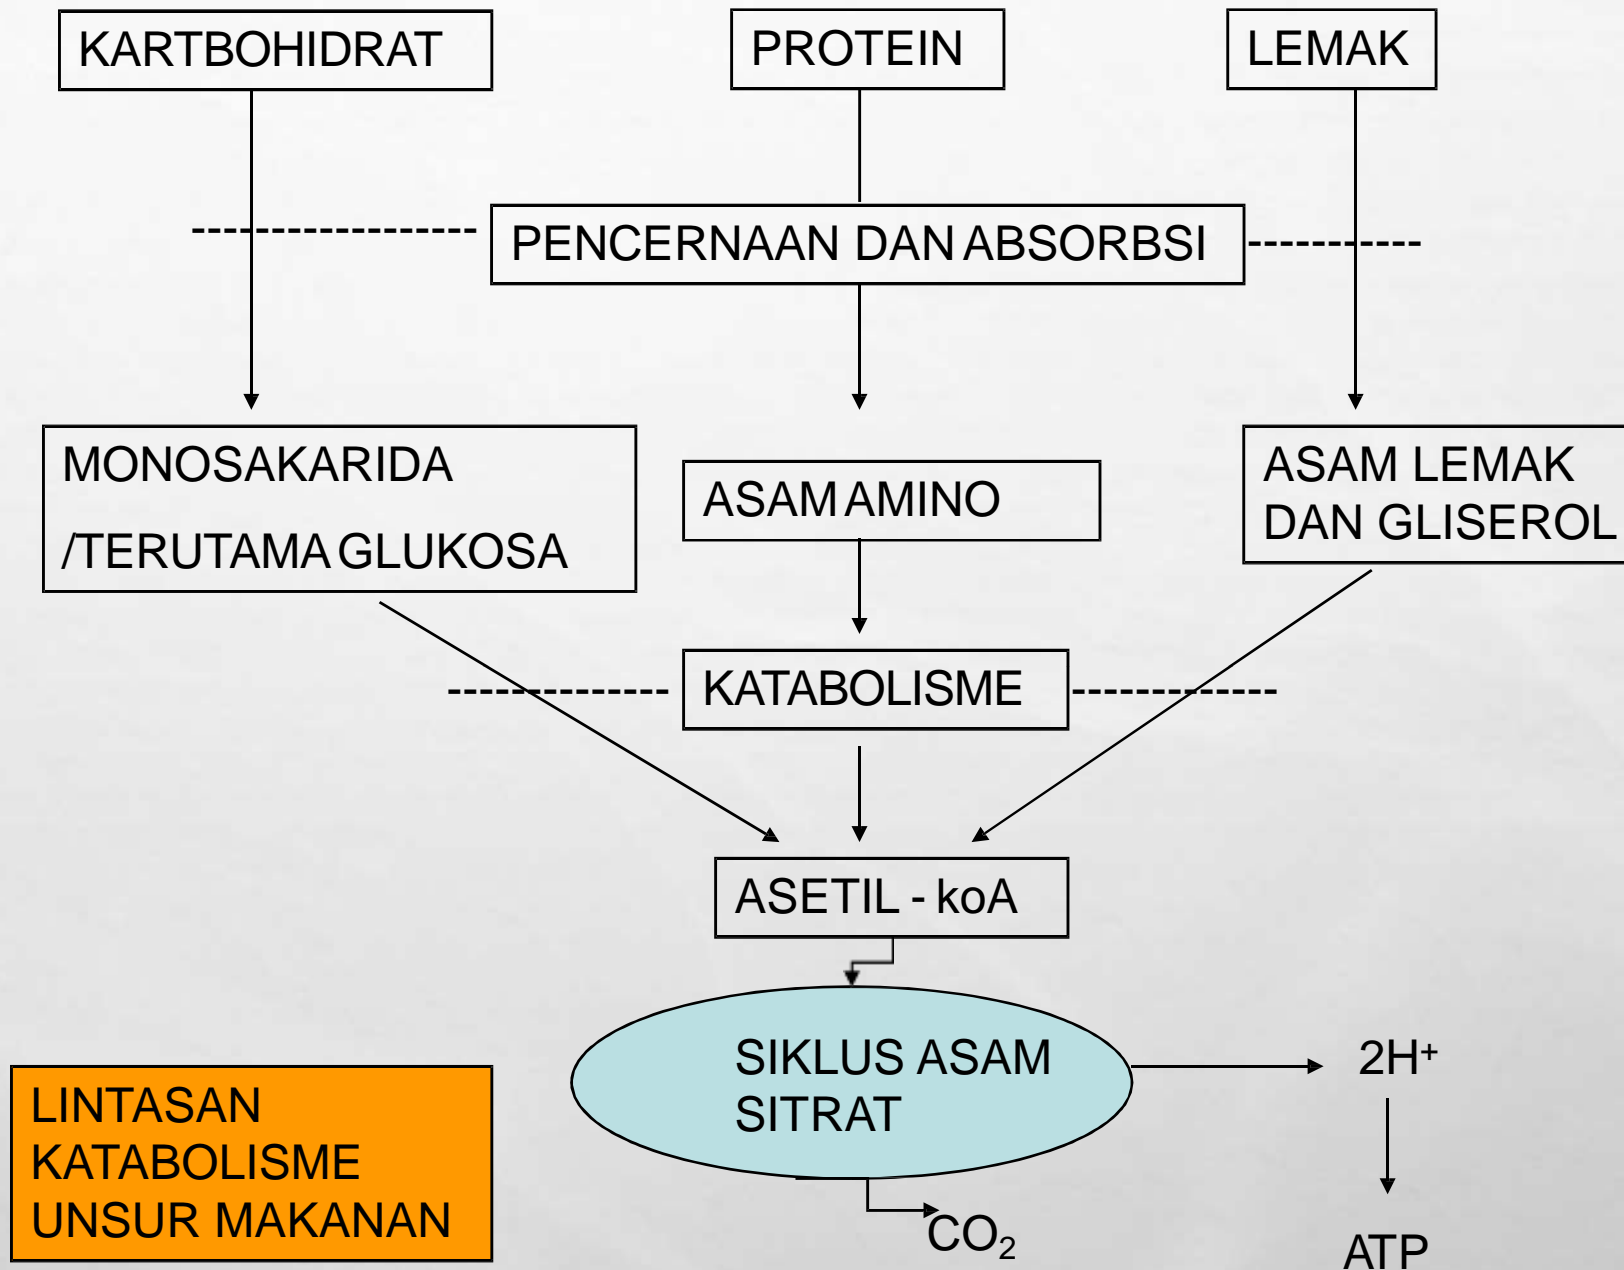 KARTBOHIDRAT
PROTEIN
LEMAK
PENCERNAAN DAN ABSORBSI
MONOSAKARIDA
/TERUTAMA GLUKOSA
ASAM AMINO
ASAM LEMAK
DAN GLISEROL
KATABOLISME
ASETIL - koA
SIKLUS ASAM
SITRAT
2H⁺
LINTASAN
KATABOLISME
UNSUR MAKANAN
CO₂
ATP